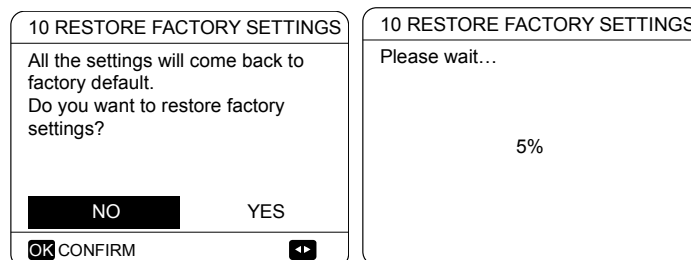 10 RESTORE FACTORY SETTINGS
All the settings will come back to
factory default.
Do you want to restore factory
settings?
NO YES
OK CONFIRM
10 RESTORE FACTORY SETTINGS
Please wait...
5%